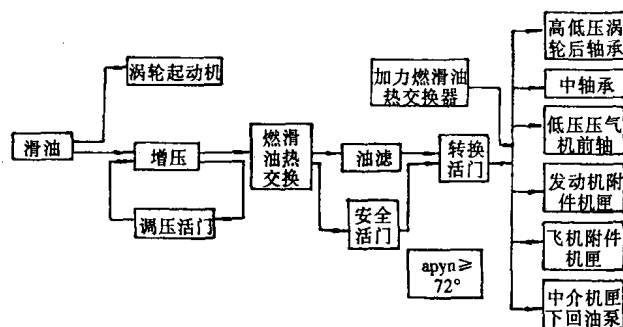 涡轮起动机
滑油
增压
调压活门
燃滑
油热
交换
油滤
安全
活门
加力燃滑油
热交换器
转换
活门
apyn≥
72°
高低压涡
轮后轴承
中轴承
低压压气
机前轴
发动机附
件机匣
飞机附件
机匣
中介机匣
下回油泵